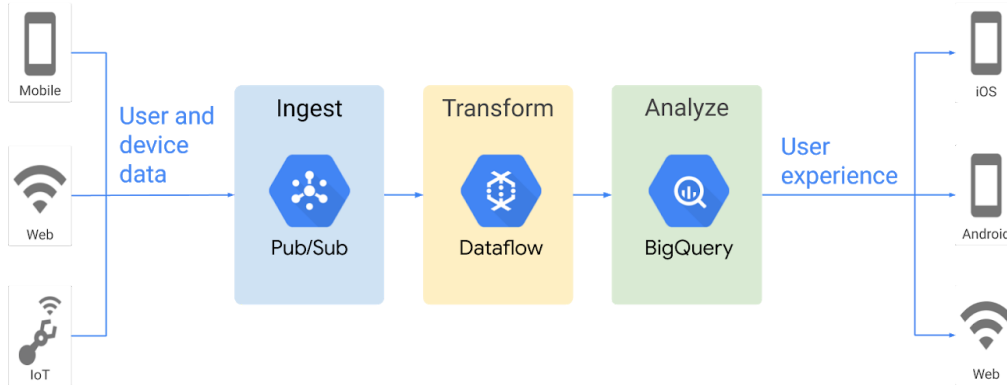 Mobile
Web
IoT
User and
device
data
Ingest
Pub/Sub
Transform
Dataflow
Analyze
BigQuery
User
experience
iOS
Android
Web